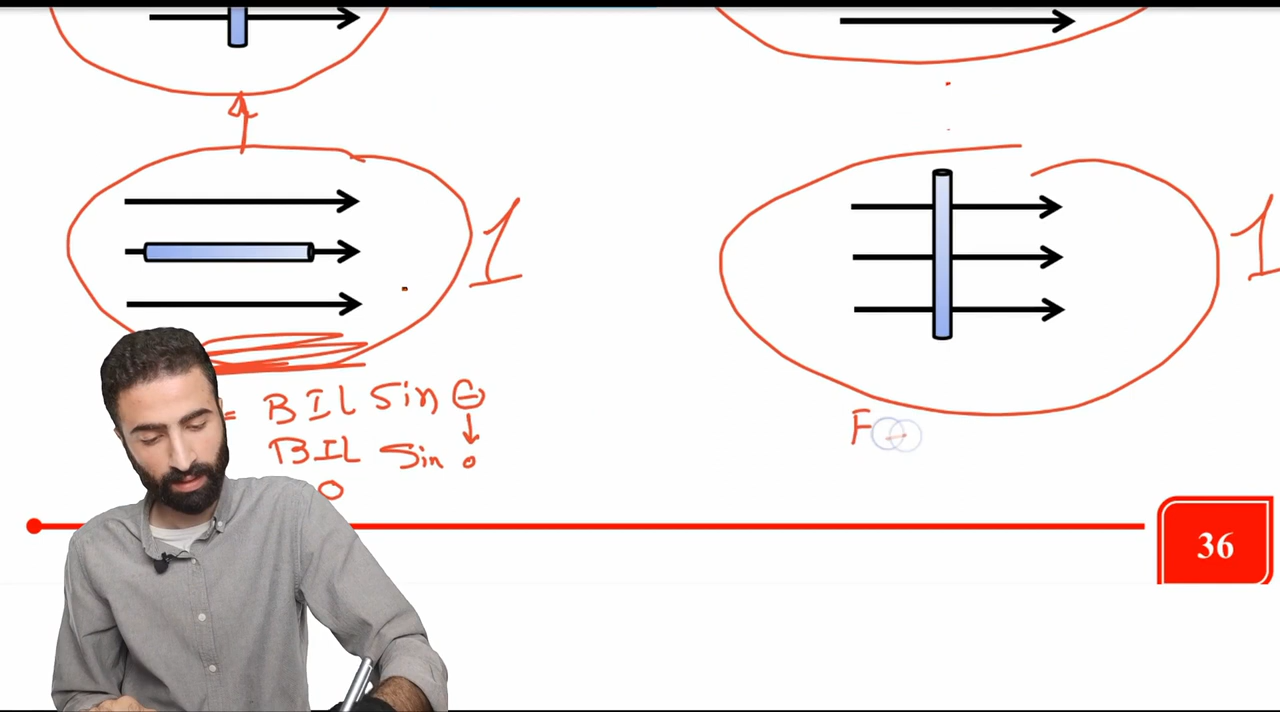 1
1
= BIL Sin θ
BIL Sin 0
0
F =
36